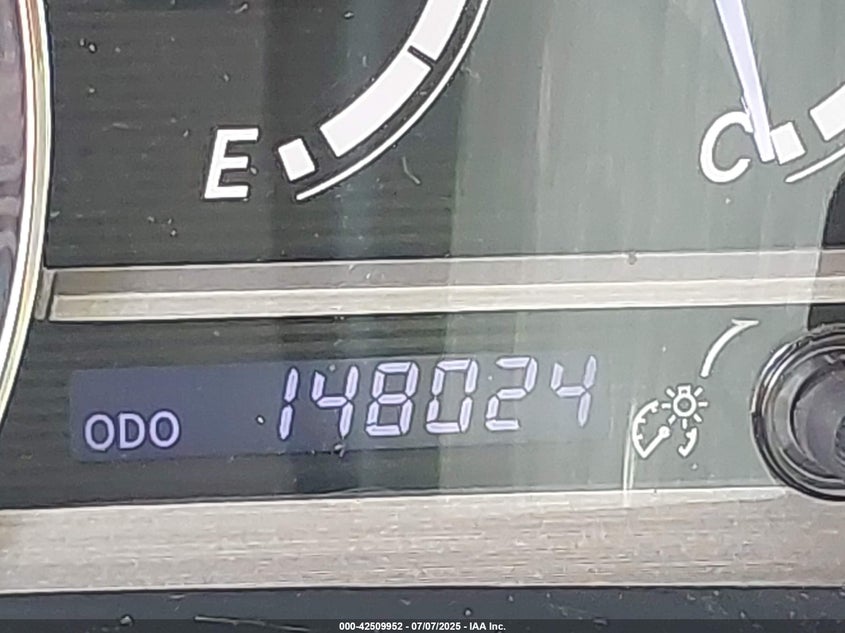 E
C
ODO 148024
000-42509952 - 07/07/2025 - IAA Inc.